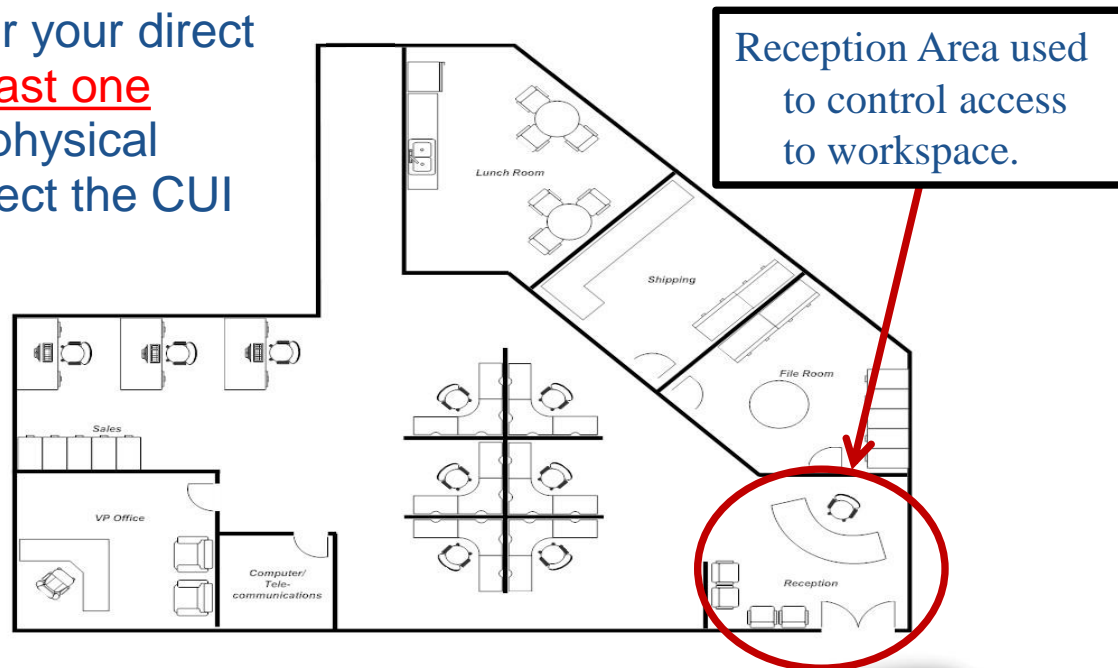 r your direct
ast one
physical
ect the CUI
Reception Area used
to control access
to workspace.
Lunch Room
Shipping
File Room
Sales
VP Office
Computer/
Tele-
communications
Reception